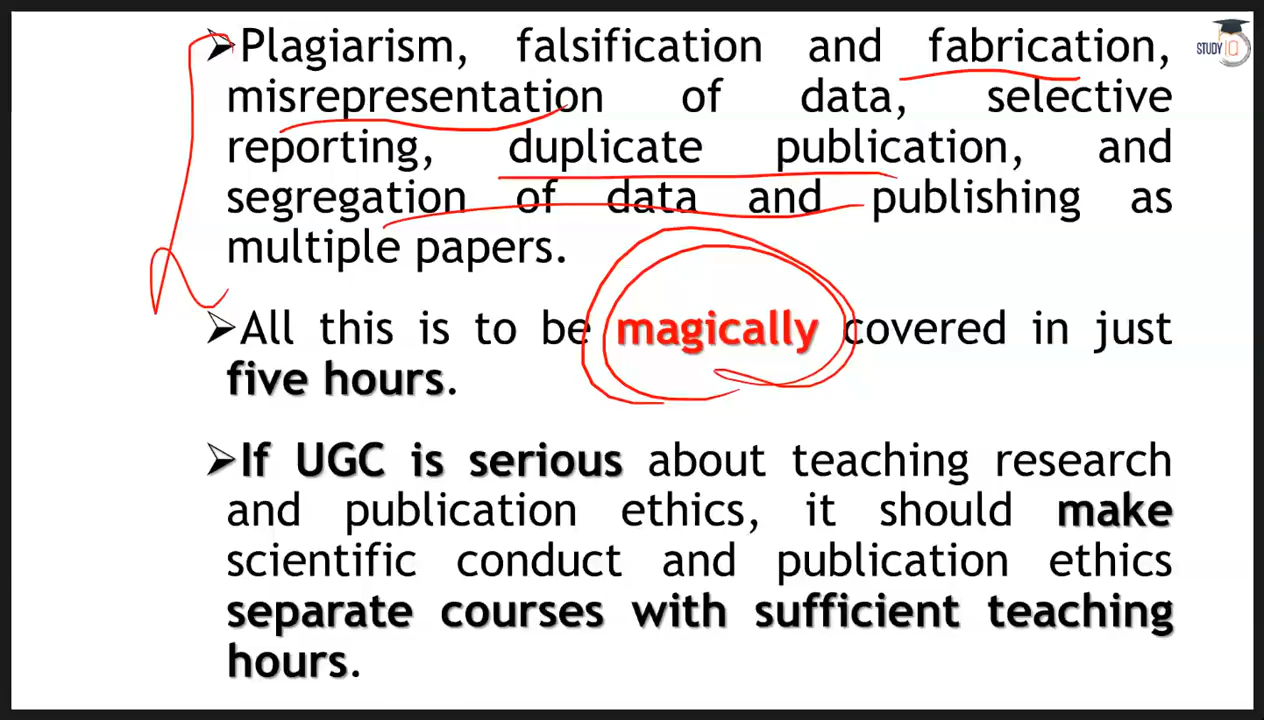 ➢Plagiarism, falsification and fabrication,
misrepresentation of data, selective
reporting, duplicate publication, and
segregation of data and publishing as
multiple papers.
➢All this is to be magically covered in just
five hours.
➢If UGC is serious about teaching research
and publication ethics, it should make
scientific conduct and publication ethics
separate courses with sufficient teaching
hours.
STUDY iQ